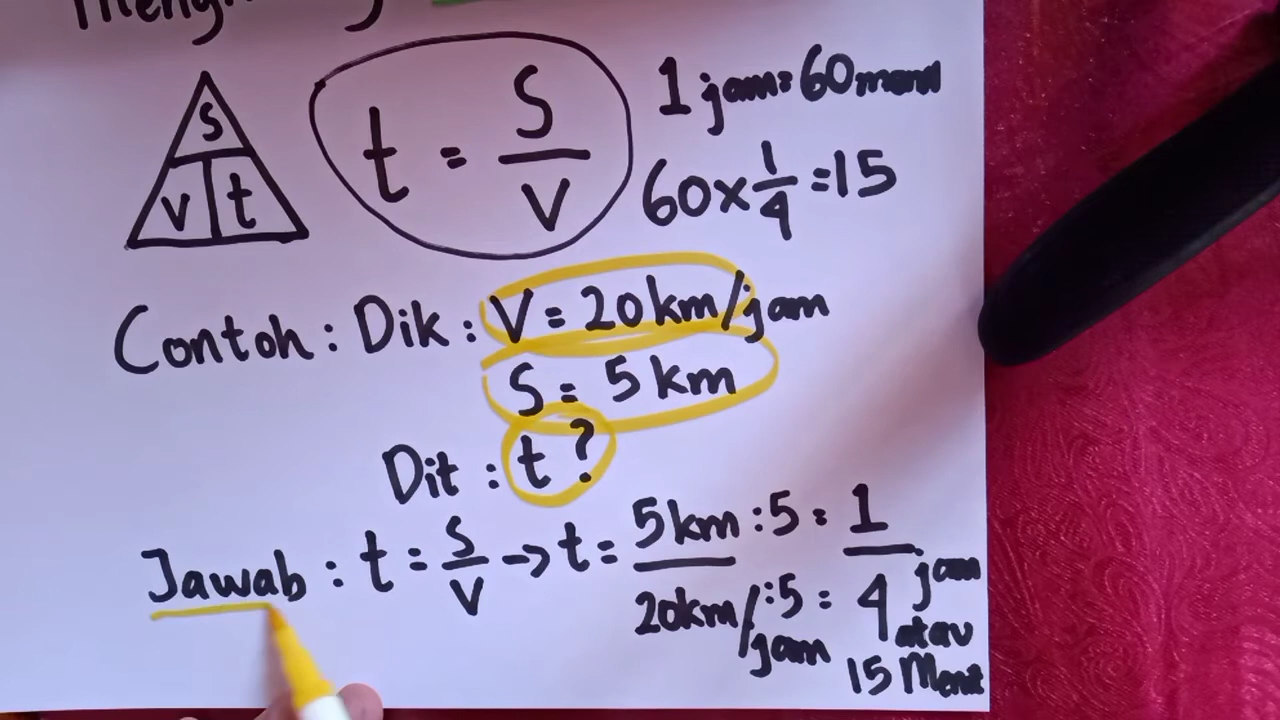 S
V t
t = S
V
1 jam = 60 menit
60 x 1/4 = 15
Contoh : Dik : V = 20 km/jam
S = 5 km
Dit : t ?
Jawab : t = S/V → t = 5 km : 5 = 1
20 km/jam : 5 = 4 jam
atau
15 Menit